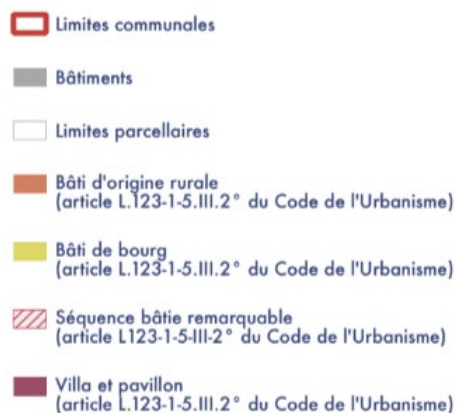 Limites communales
Bâtiments
Limites parcellaires
Bâti d'origine rurale
(article L.123-1-5.III.2° du Code de l'Urbanisme)
Bâti de bourg
(article L.123-1-5.III.2° du Code de l'Urbanisme)
Séquence bâtie remarquable
(article L123-1-5-III-2° du Code de l'Urbanisme)
Villa et pavillon
(article L.123-1-5.III.2° du Code de l'Urbanisme)